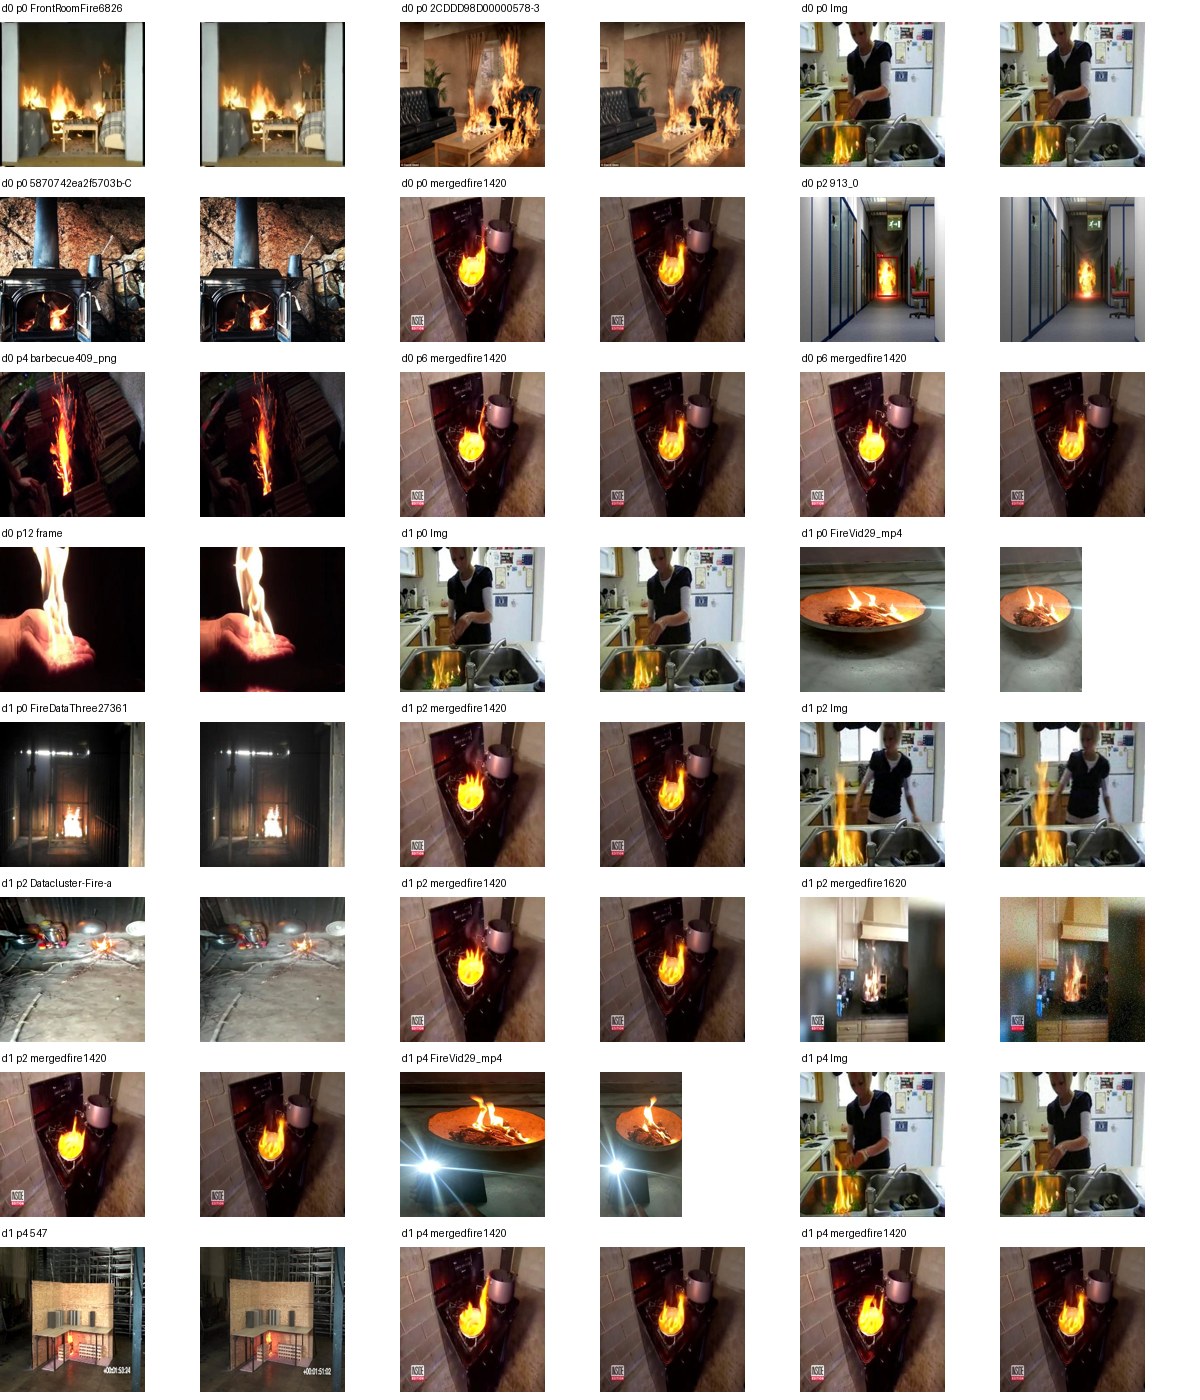 d0 p0 FrontRoomFire6826
d0 p0 2CDDD98D00000578-3
d0 p0 Img
d0 p0 5870742ea2f5703b-C
d0 p0 mergedfire1420
d0 p2 913_0
d0 p4 barbecue409_png
d0 p6 mergedfire1420
d0 p6 mergedfire1420
d0 p12 frame
d1 p0 Img
d1 p0 FireVid29_mp4
d1 p0 FireDataThree27361
d1 p2 mergedfire1420
d1 p2 Img
d1 p2 Datacluster-Fire-a
d1 p2 mergedfire1420
d1 p2 mergedfire1620
d1 p2 mergedfire1420
d1 p4 FireVid29_mp4
d1 p4 Img
d1 p4 547
d1 p4 mergedfire1420
d1 p4 mergedfire1420